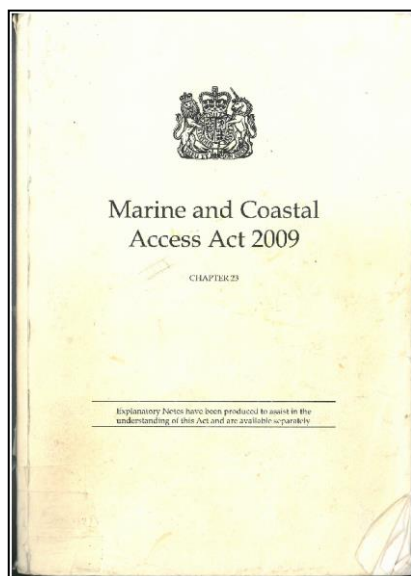 Marine and Coastal
Access Act 2009
CHAPTER 23
Explanatory Notes have been produced to assist in the
understanding of this Act and are available separately